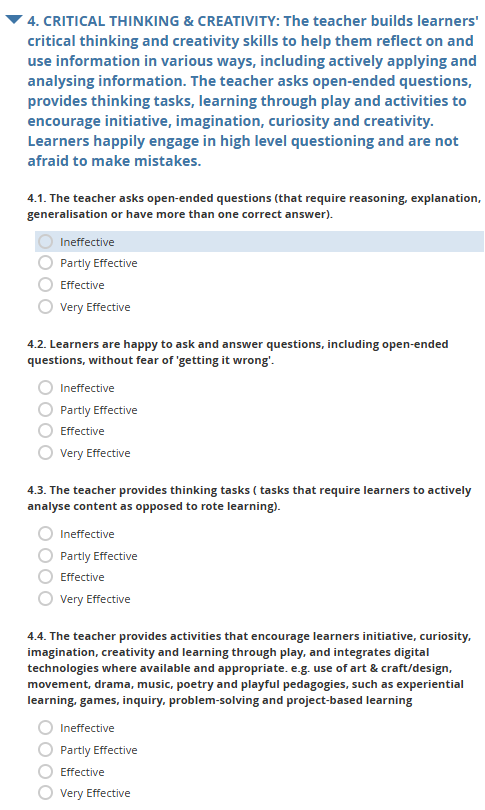 4. CRITICAL THINKING & CREATIVITY: The teacher builds learners'
critical thinking and creativity skills to help them reflect on and
use information in various ways, including actively applying and
analysing information. The teacher asks open-ended questions,
provides thinking tasks, learning through play and activities to
encourage initiative, imagination, curiosity and creativity.
Learners happily engage in high level questioning and are not
afraid to make mistakes.
4.1. The teacher asks open-ended questions (that require reasoning, explanation,
generalisation or have more than one correct answer).
Ineffective
Partly Effective
Effective
Very Effective
4.2. Learners are happy to ask and answer questions, including open-ended
questions, without fear of 'getting it wrong'.
Ineffective
Partly Effective
Effective
Very Effective
4.3. The teacher provides thinking tasks ( tasks that require learners to actively
analyse content as opposed to rote learning).
Ineffective
Partly Effective
Effective
Very Effective
4.4. The teacher provides activities that encourage learners initiative, curiosity,
imagination, creativity and learning through play, and integrates digital
technologies where available and appropriate. e.g. use of art & craft/design,
movement, drama, music, poetry and playful pedagogies, such as experiential
learning, games, inquiry, problem-solving and project-based learning
Ineffective
Partly Effective
Effective
Very Effective